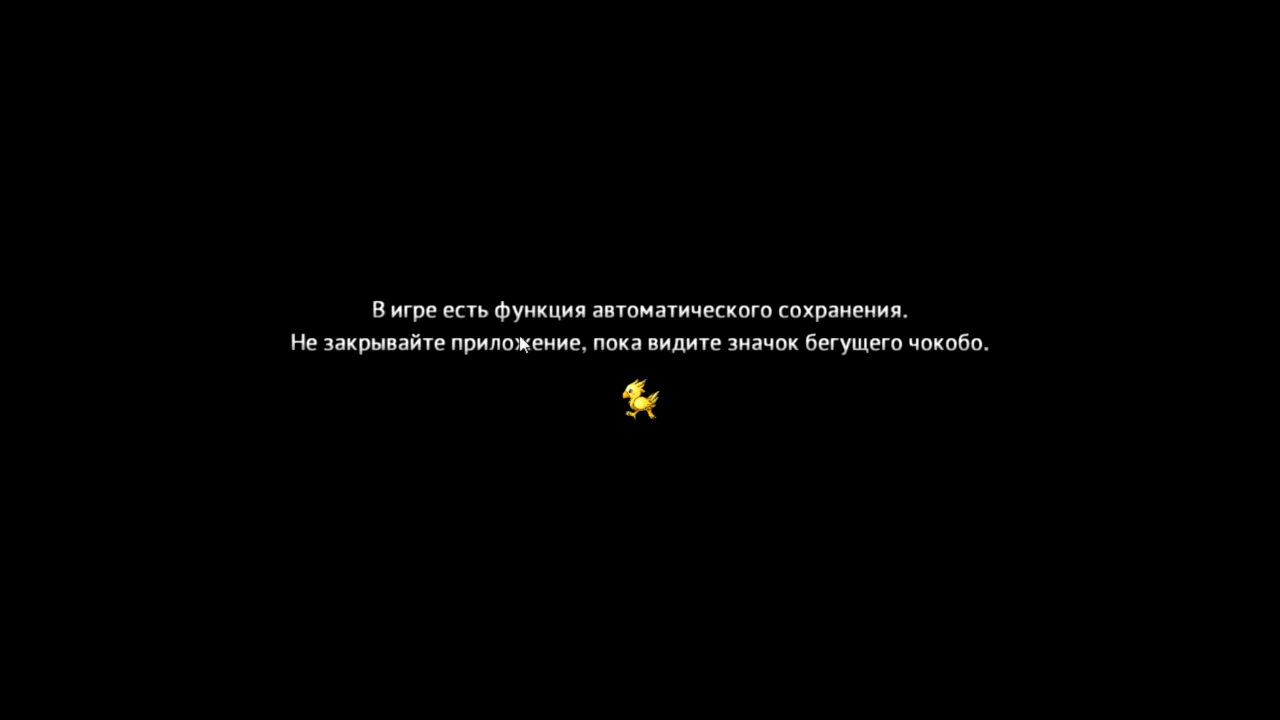 В игре есть функция автоматического сохранения.
Не закрывайте приложение, пока видите значок бегущего чокобо.